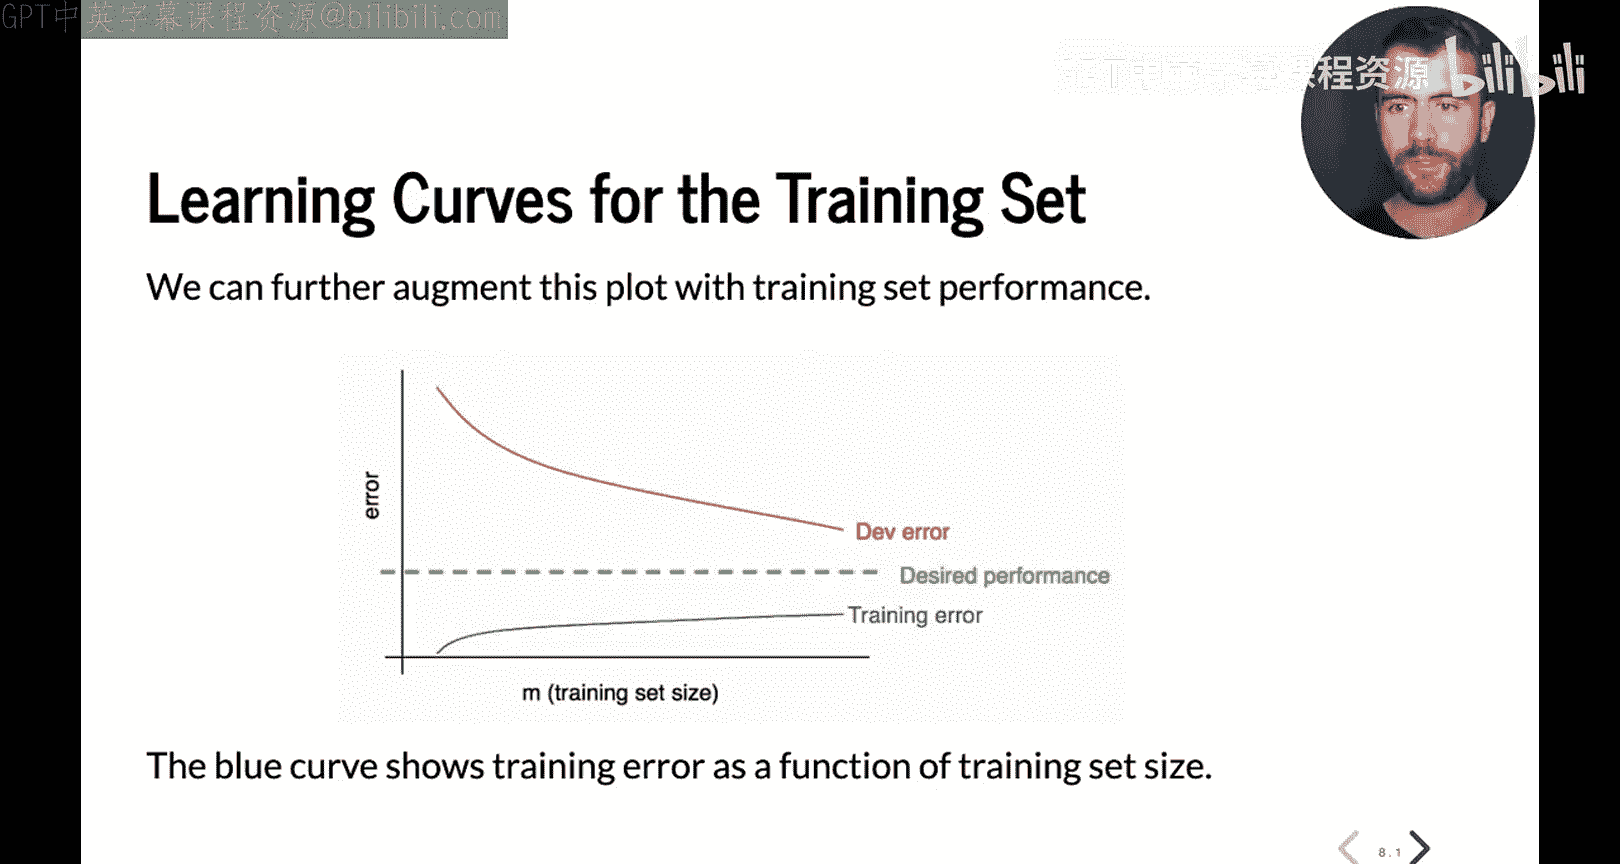 GPT中英字幕课程资源@bilibili.com
课程资源 bilibili
Learning Curves for the Training Set
We can further augment this plot with training set performance.
error
Dev error
Desired performance
Training error
m (training set size)
The blue curve shows training error as a function of training set size.
8.1